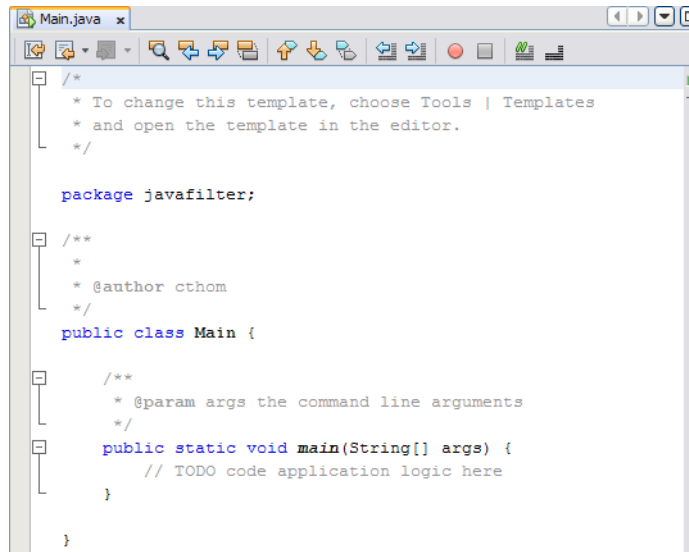 Main.java x
/*
 * To change this template, choose Tools | Templates
 * and open the template in the editor.
 */
package javafilter;
/**
 *
 * @author cthom
 */
public class Main {
    /**
     * @param args the command line arguments
     */
    public static void main(String[] args) {
        // TODO code application logic here
    }
}